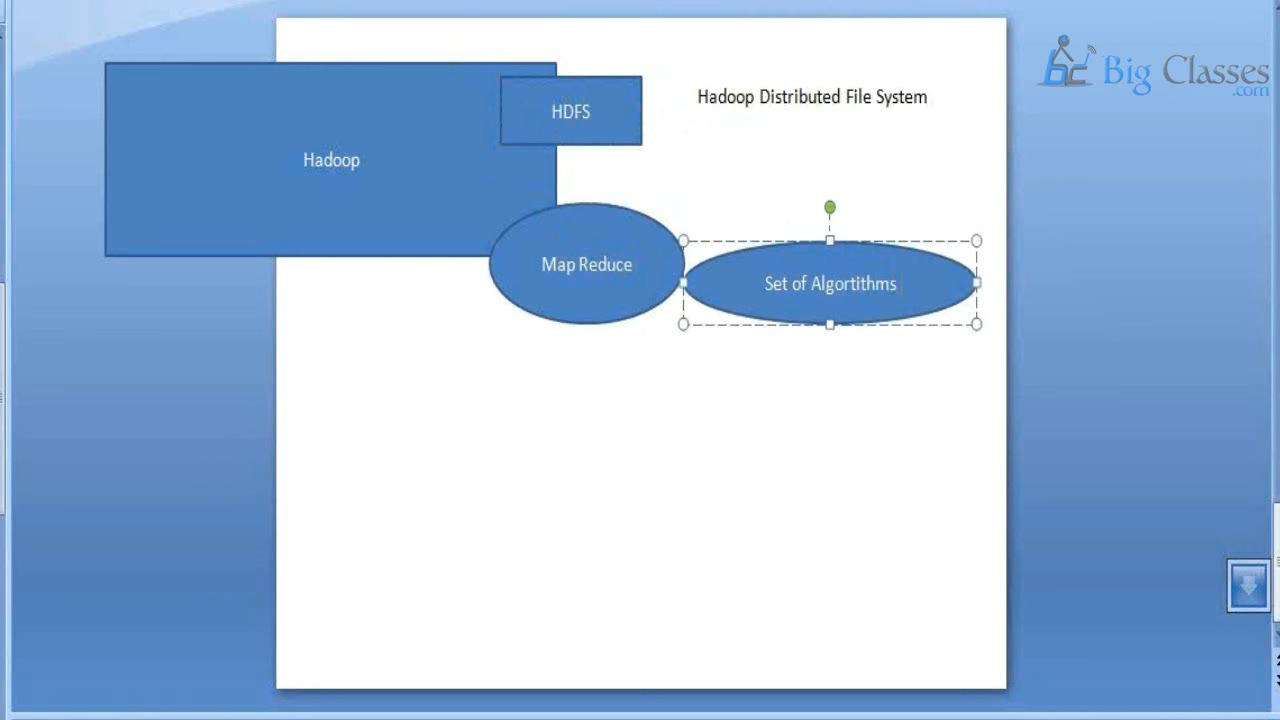 Big Classes
.com
HDFS
Hadoop Distributed File System
Hadoop
Map Reduce
Set of Algortithms